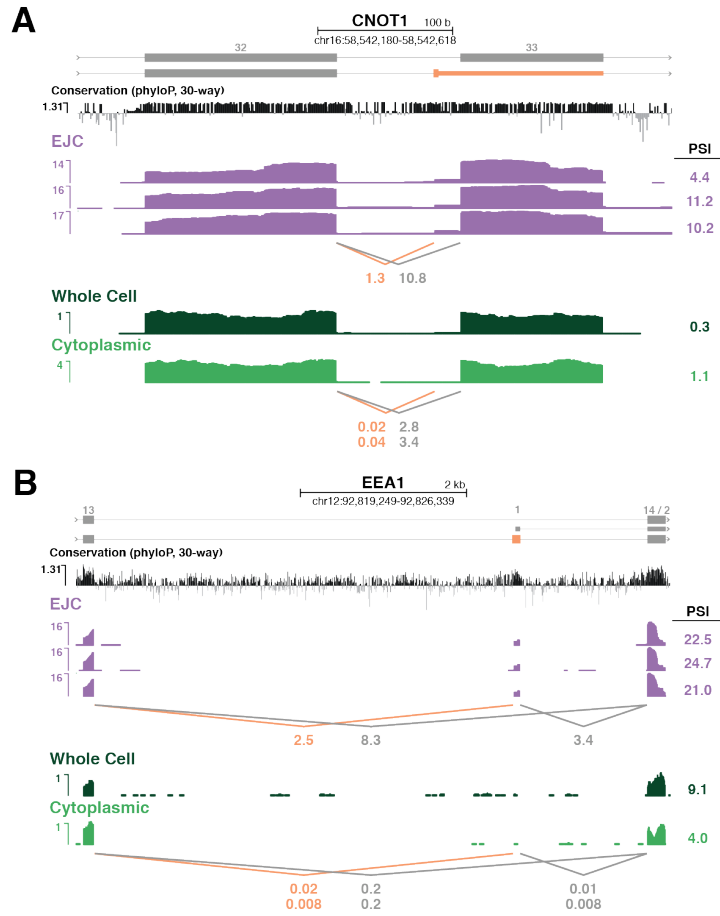 A
CNOT1
100 b
chr16:58,542,180-58,542,618
32 33
Conservation (phyloP, 30-way)
1.31
EJC
PSI
14 4.4
16 11.2
17 10.2
1.3 10.8
Whole Cell
1 0.3
Cytoplasmic
4 1.1
0.02 2.8
0.04 3.4
B
EEA1
2 kb
chr12:92,819,249-92,826,339
13 1 14 / 2
Conservation (phyloP, 30-way)
1.31
EJC
PSI
16 22.5
16 24.7
16 21.0
2.5 8.3 3.4
Whole Cell
1 9.1
Cytoplasmic
1 4.0
0.02 0.2 0.01
0.008 0.2 0.008